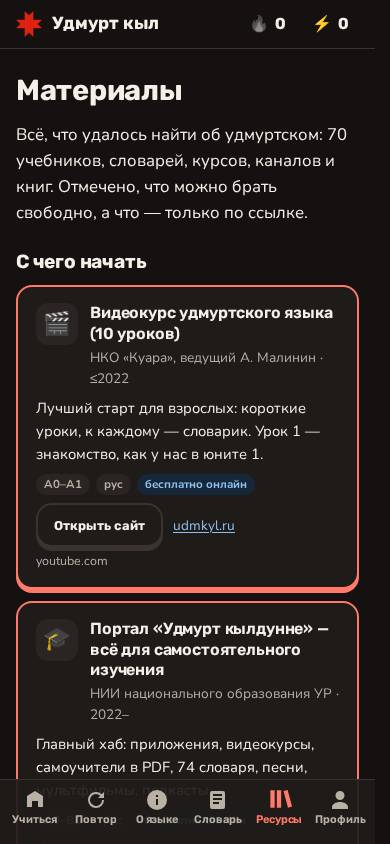 Удмурт кыл 0 0
Материалы
Всё, что удалось найти об удмуртском: 70
учебников, словарей, курсов, каналов и
книг. Отмечено, что можно брать
свободно, а что — только по ссылке.
С чего начать
Видеокурс удмуртского языка
(10 уроков)
НКО «Куара», ведущий А. Малинин ·
≤2022
Лучший старт для взрослых: короткие
уроки, к каждому — словарик. Урок 1 —
знакомство, как у нас в юните 1.
A0–A1 рус бесплатно онлайн
Открыть сайт udmkyl.ru
youtube.com
Портал «Удмурт кылдунне» —
всё для самостоятельного
изучения
НИИ национального образования УР ·
2022–
Главный хаб: приложения, видеокурсы,
самоучители в PDF, 74 словаря, песни,
мультфильмы, подкасты.
Учиться Повтор О языке Словарь Ресурсы Профиль